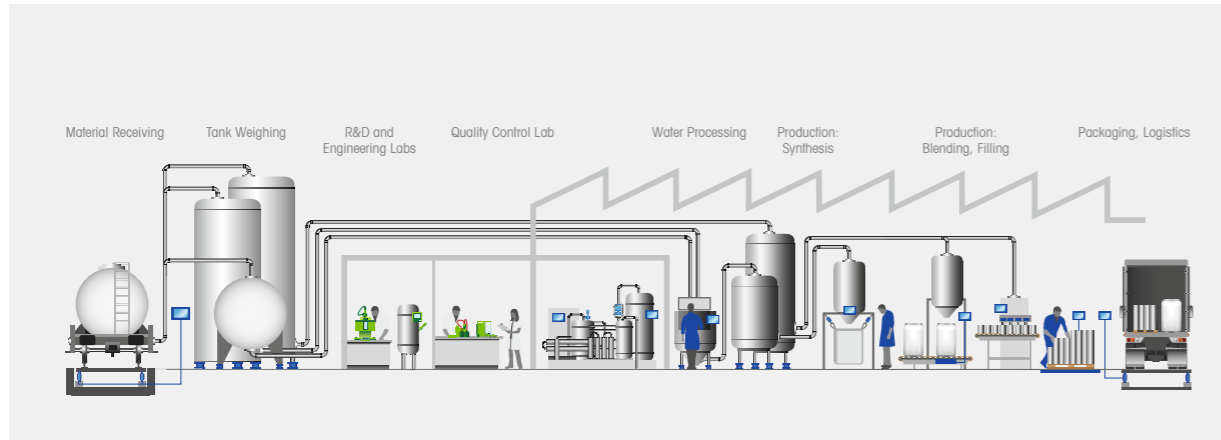 Material Receiving
Tank Weighing
R&D and
Engineering Labs
Quality Control Lab
Water Processing
Production:
Synthesis
Production:
Blending, Filling
Packaging, Logistics